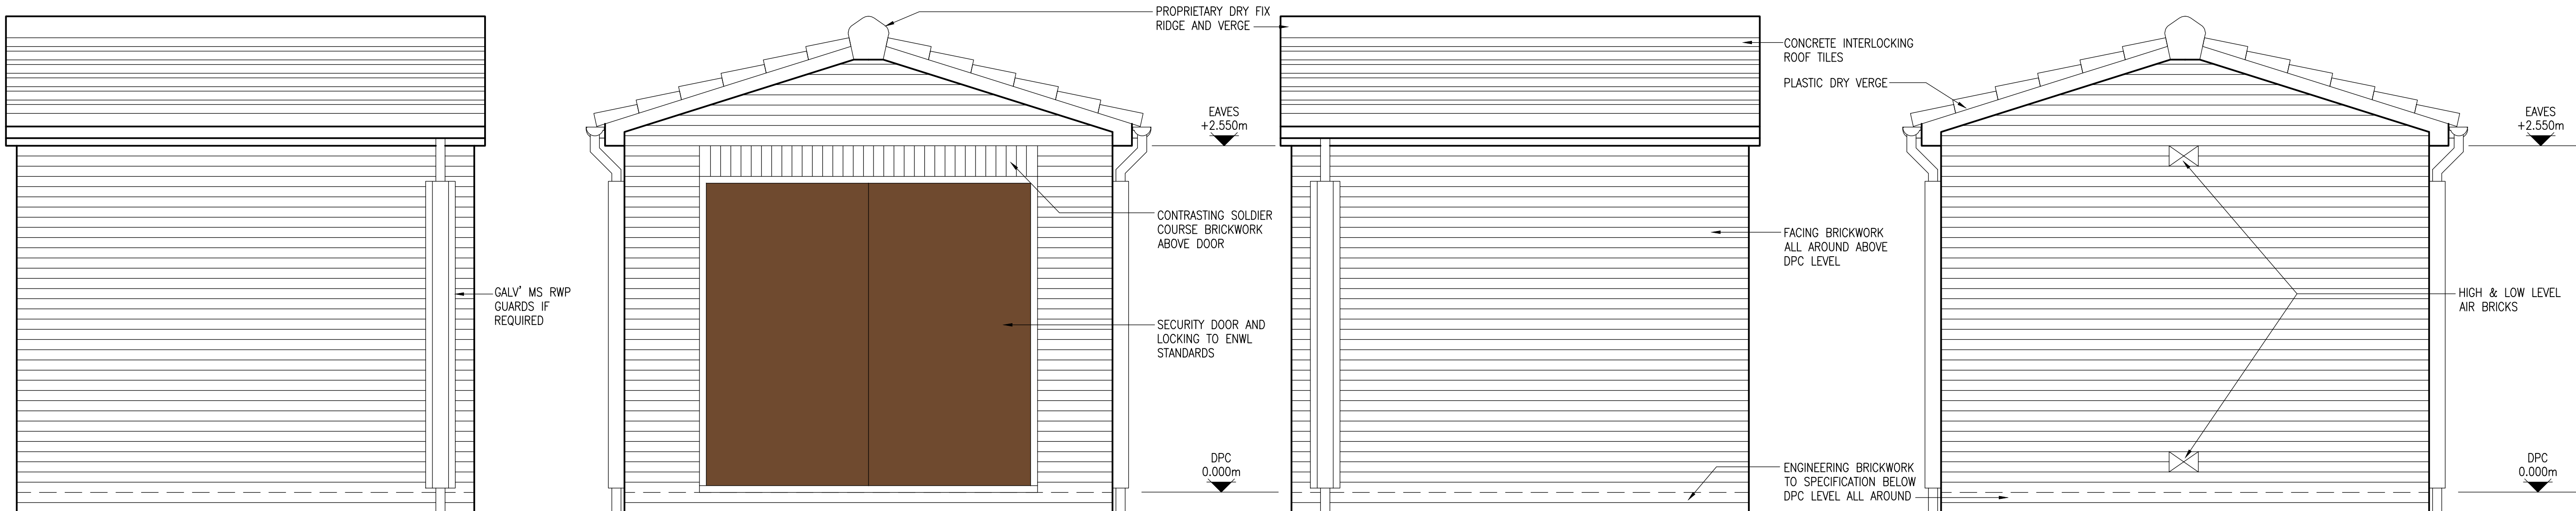 PROPRIETARY DRY FIX
RIDGE AND VERGE
CONCRETE INTERLOCKING
ROOF TILES
PLASTIC DRY VERGE
EAVES
+2.550m
EAVES
+2.550m
CONTRASTING SOLDIER
COURSE BRICKWORK
ABOVE DOOR
FACING BRICKWORK
ALL AROUND ABOVE
DPC LEVEL
GALV' MS RWP
GUARDS IF
REQUIRED
HIGH & LOW LEVEL
AIR BRICKS
SECURITY DOOR AND
LOCKING TO ENWL
STANDARDS
DPC
0.000m
ENGINEERING BRICKWORK
TO SPECIFICATION BELOW
DPC LEVEL ALL AROUND
DPC
0.000m